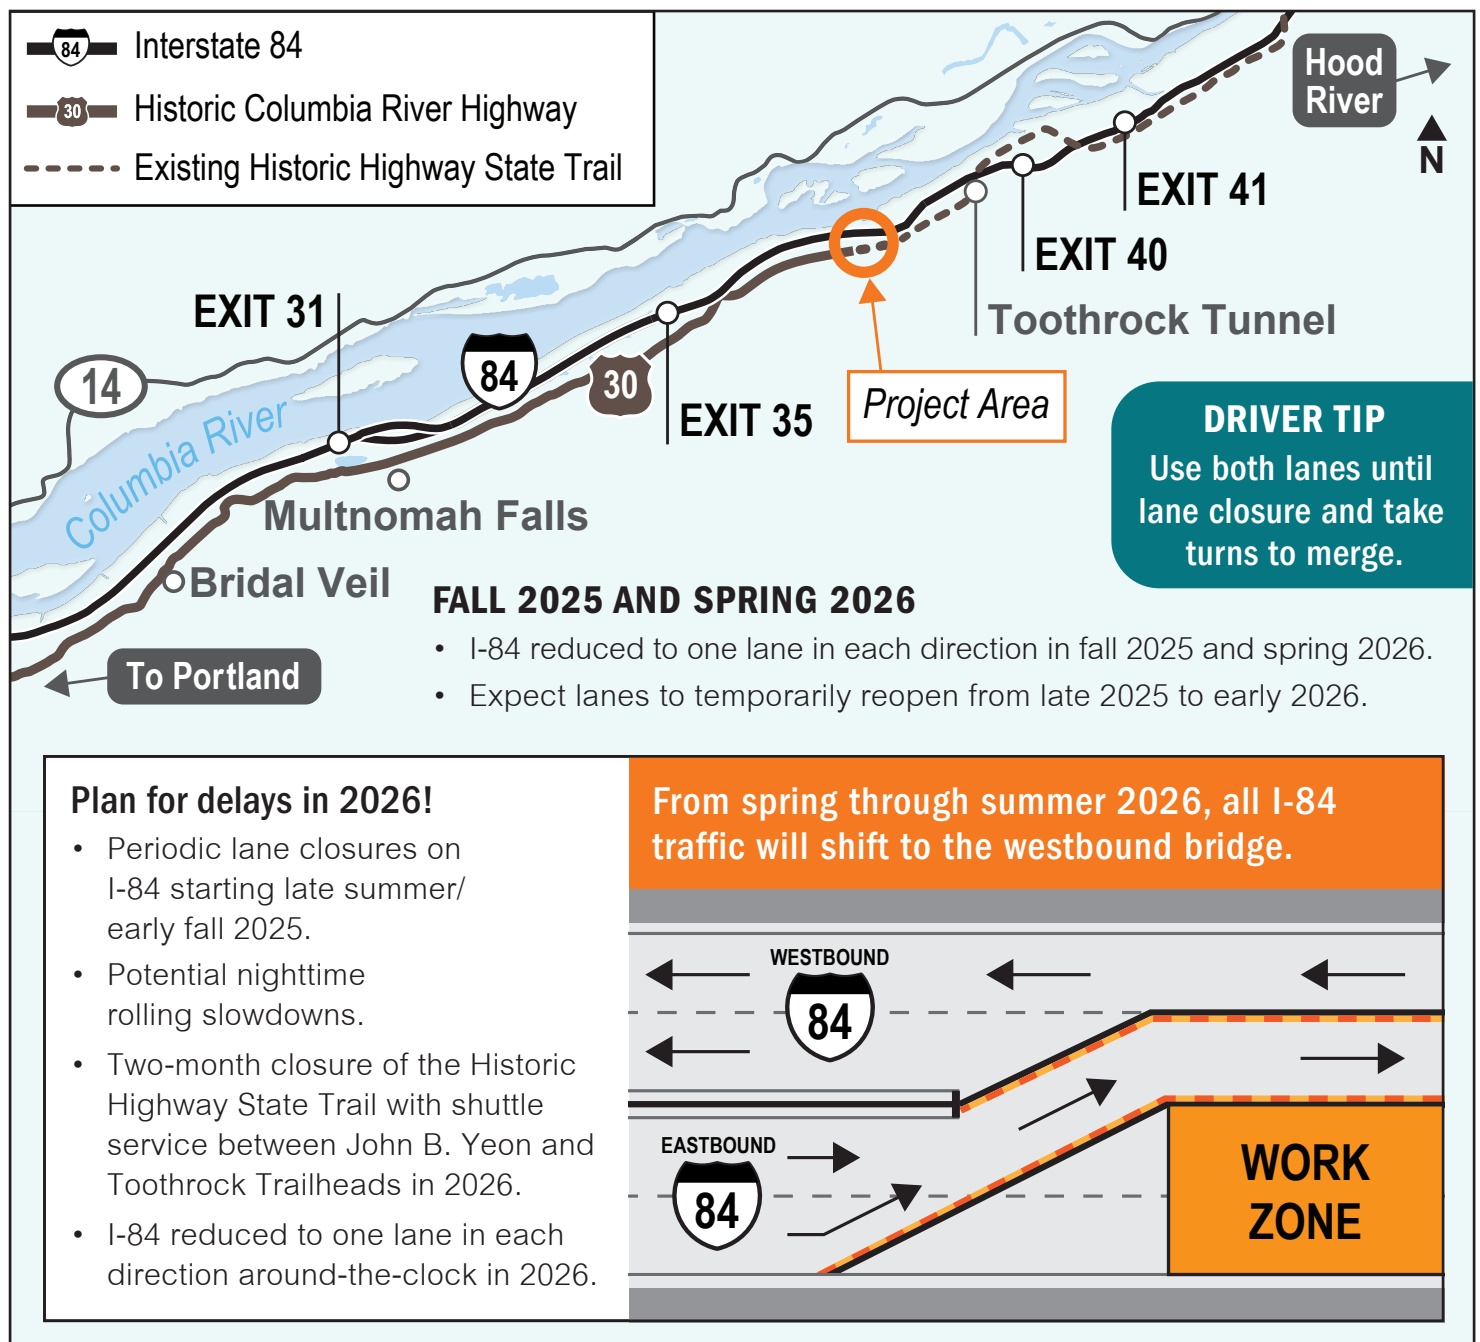 84 Interstate 84
30 Historic Columbia River Highway
Existing Historic Highway State Trail
Hood
River
N
EXIT 41
EXIT 40
Toothrock Tunnel
EXIT 31
14
84
30
EXIT 35
Project Area
Columbia River
Multnomah Falls
Bridal Veil
To Portland
DRIVER TIP
Use both lanes until
lane closure and take
turns to merge.
FALL 2025 AND SPRING 2026
• I-84 reduced to one lane in each direction in fall 2025 and spring 2026.
• Expect lanes to temporarily reopen from late 2025 to early 2026.
Plan for delays in 2026!
• Periodic lane closures on
I-84 starting late summer/
early fall 2025.
• Potential nighttime
rolling slowdowns.
• Two-month closure of the Historic
Highway State Trail with shuttle
service between John B. Yeon and
Toothrock Trailheads in 2026.
• I-84 reduced to one lane in each
direction around-the-clock in 2026.
From spring through summer 2026, all I-84
traffic will shift to the westbound bridge.
WESTBOUND
84
EASTBOUND
84
WORK
ZONE